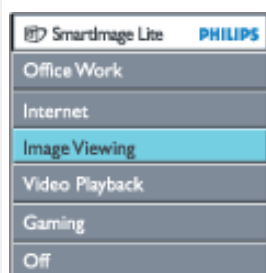 SmartImage Lite PHILIPS
Office Work
Internet
Image Viewing
Video Playback
Gaming
Off